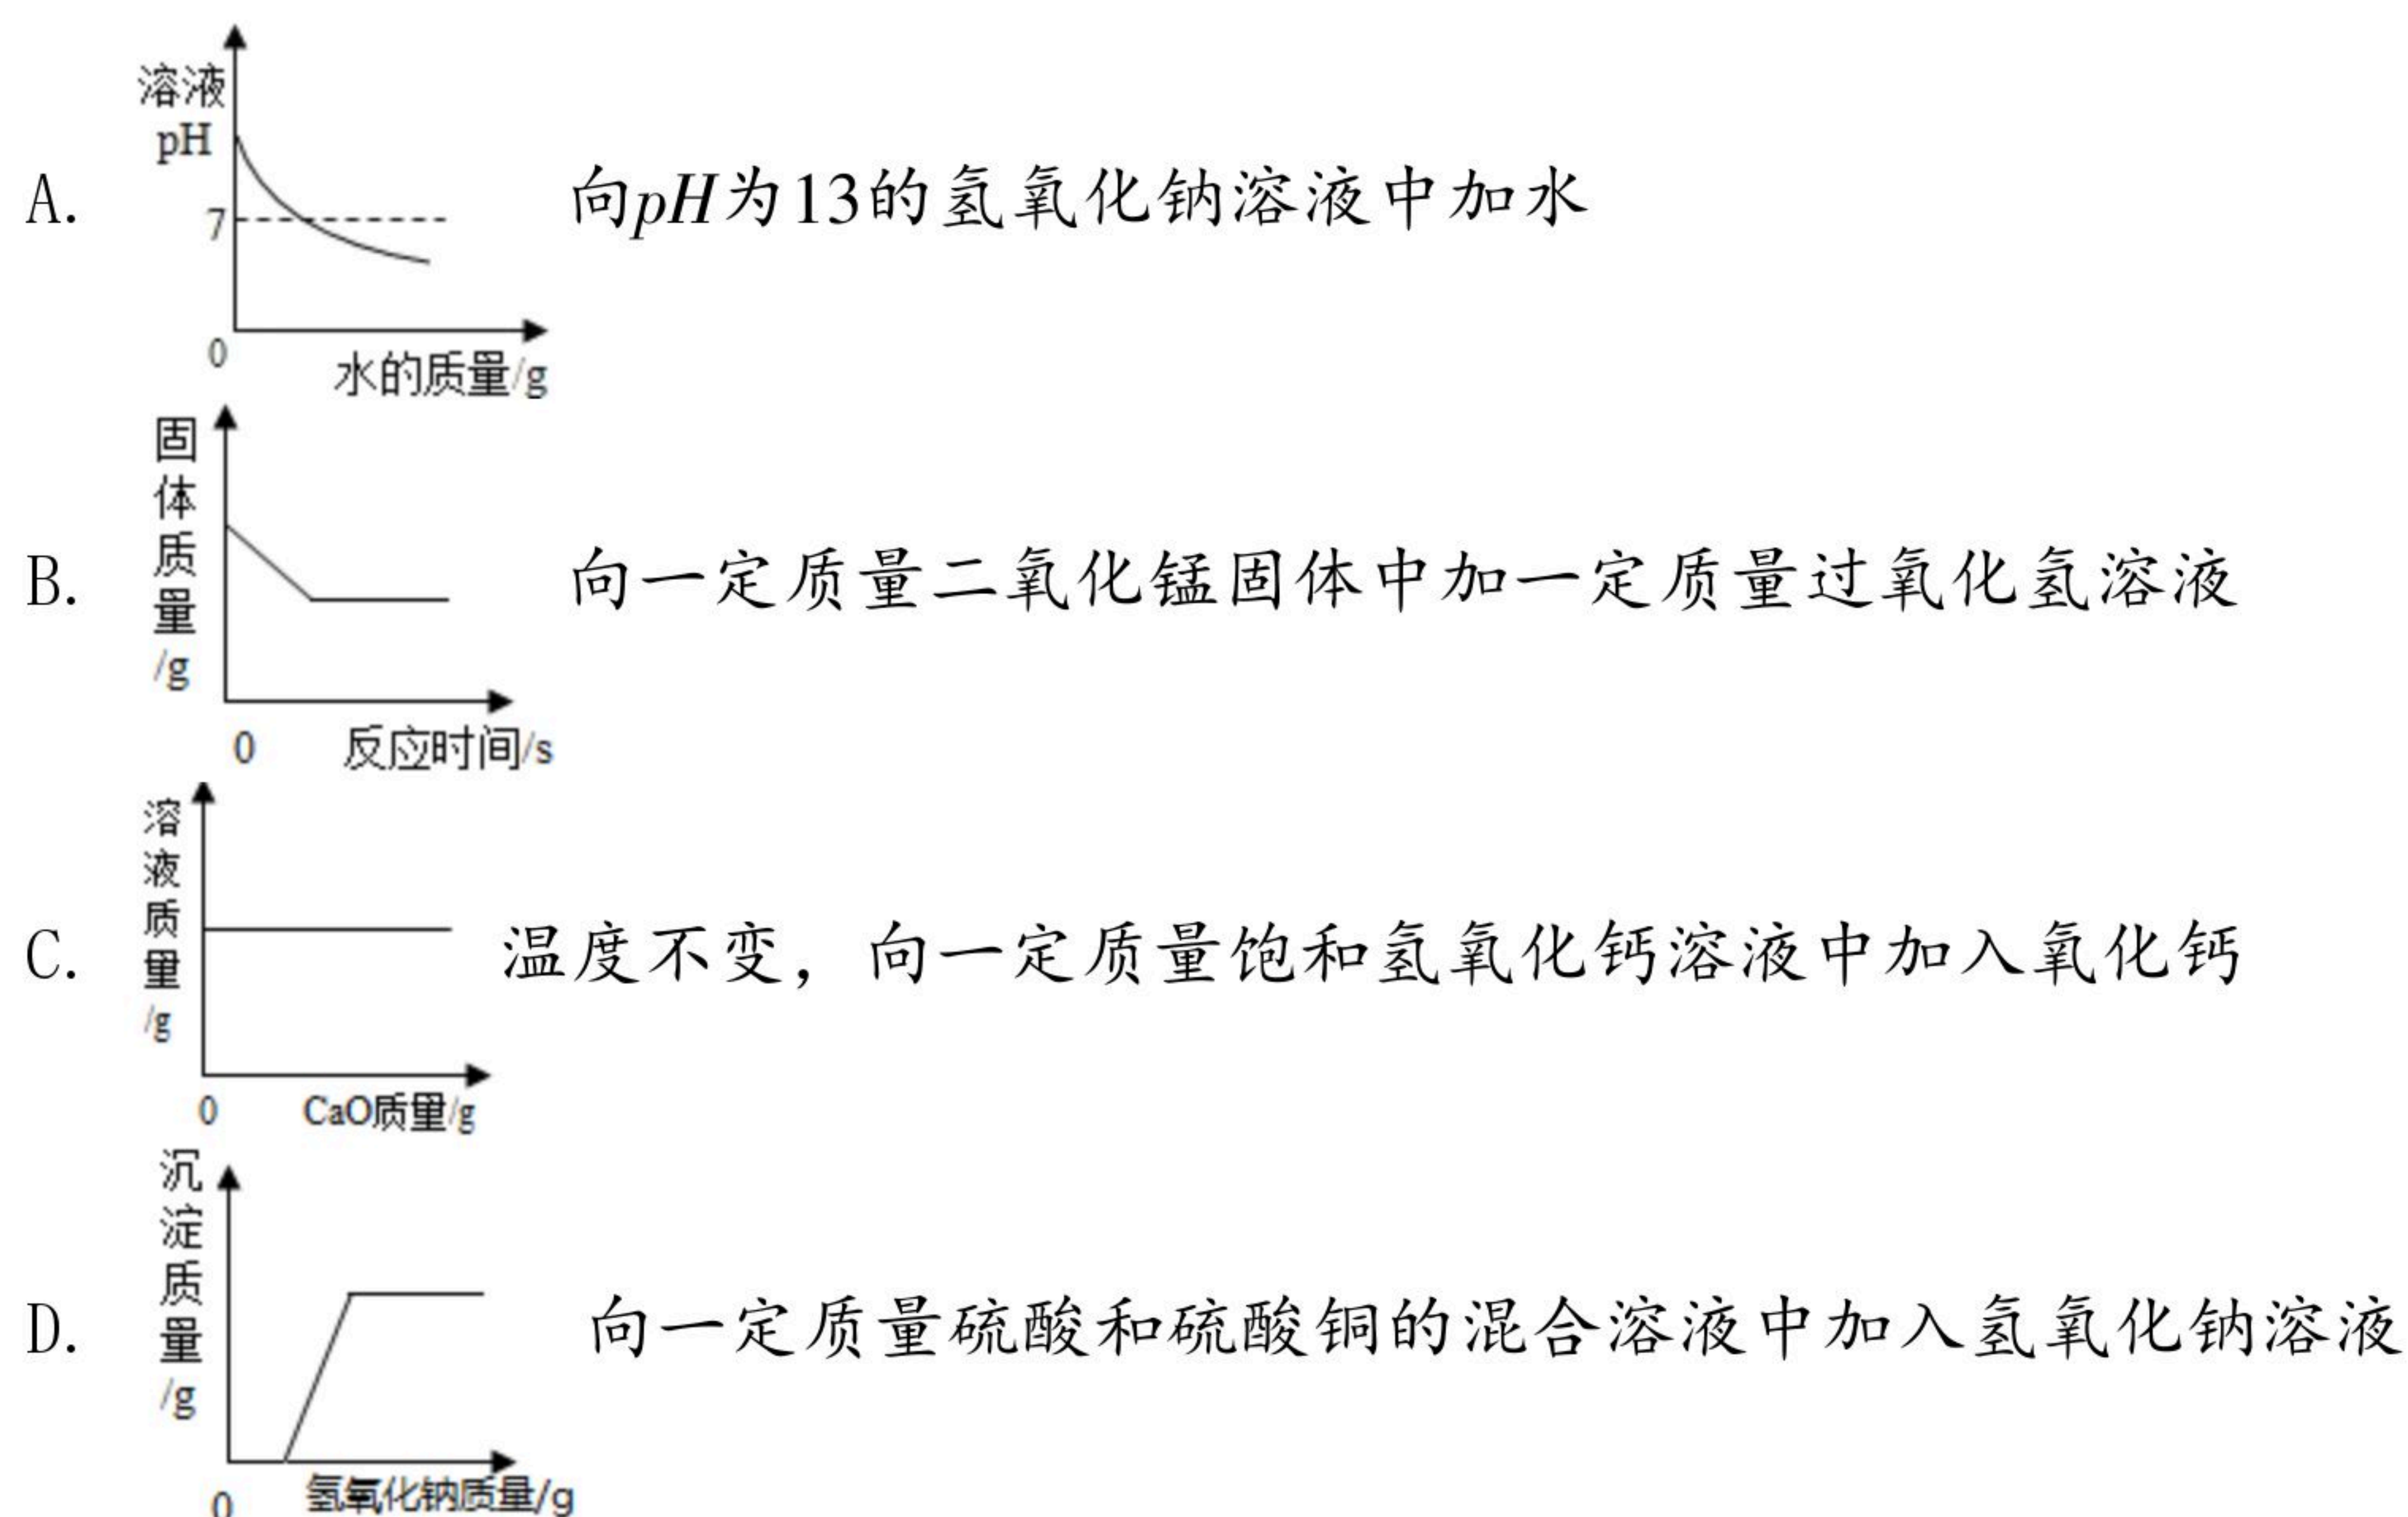 溶液
pH
7
0
水的质量/g
A. 向pH为13的氢氧化钠溶液中加水
固体质量/g
0
反应时间/s
B. 向一定质量二氧化锰固体中加一定质量过氧化氢溶液
溶液质量/g
0
CaO质量/g
C. 温度不变，向一定质量饱和氢氧化钙溶液中加入氧化钙
沉淀质量/g
0
氢氧化钠质量/g
D. 向一定质量硫酸和硫酸铜的混合溶液中加入氢氧化钠溶液